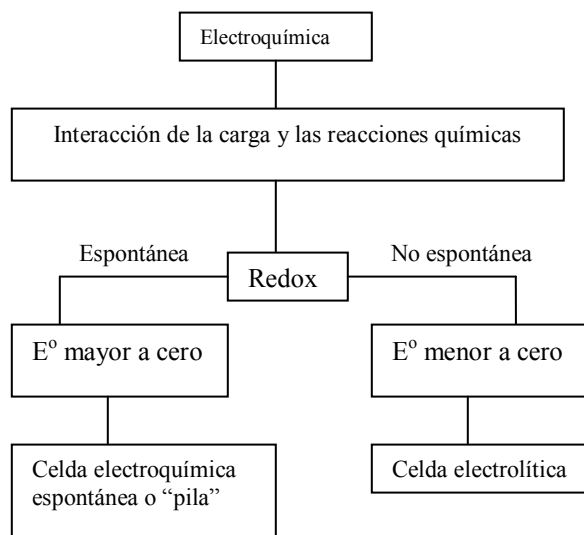 Electroquímica
Interacción de la carga y las reacciones químicas
Espontánea
No espontánea
Redox
Eº mayor a cero
Eº menor a cero
Celda electroquímica
espontánea o “pila”
Celda electrolítica